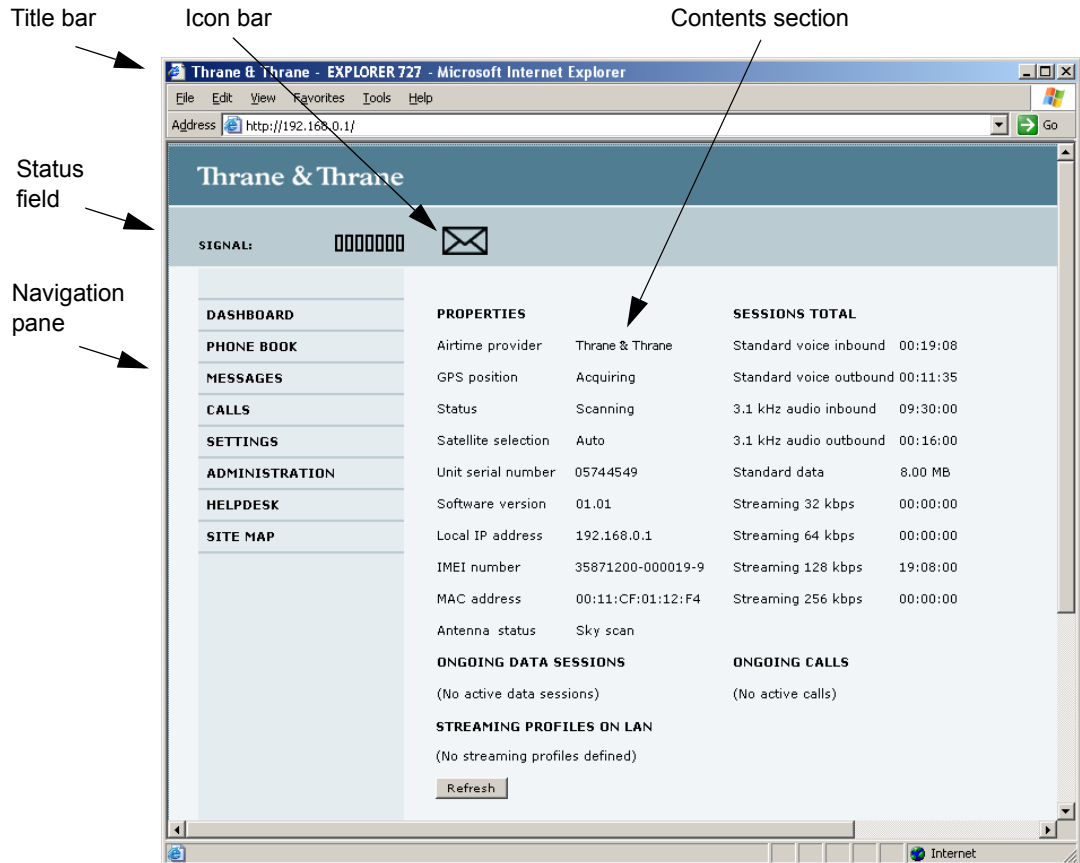 Title bar
Icon bar
Contents section
Thrane & Thrane - EXPLORER 727 - Microsoft Internet Explorer
File Edit View Favorites Tools Help
Address http://192.168.0.1/ Go
Status
field
Thrane & Thrane
SIGNAL:
Navigation
pane
DASHBOARD
PHONE BOOK
MESSAGES
CALLS
SETTINGS
ADMINISTRATION
HELPDESK
SITE MAP
PROPERTIES
Airtime provider Thrane & Thrane
GPS position Acquiring
Status Scanning
Satellite selection Auto
Unit serial number 05744549
Software version 01.01
Local IP address 192.168.0.1
IMEI number 35871200-000019-9
MAC address 00:11:CF:01:12:F4
Antenna status Sky scan
SESSIONS TOTAL
Standard voice inbound 00:19:08
Standard voice outbound 00:11:35
3.1 kHz audio inbound 09:30:00
3.1 kHz audio outbound 00:16:00
Standard data 8.00 MB
Streaming 32 kbps 00:00:00
Streaming 64 kbps 00:00:00
Streaming 128 kbps 19:08:00
Streaming 256 kbps 00:00:00
ONGOING DATA SESSIONS
(No active data sessions)
ONGOING CALLS
(No active calls)
STREAMING PROFILES ON LAN
(No streaming profiles defined)
Refresh
Internet